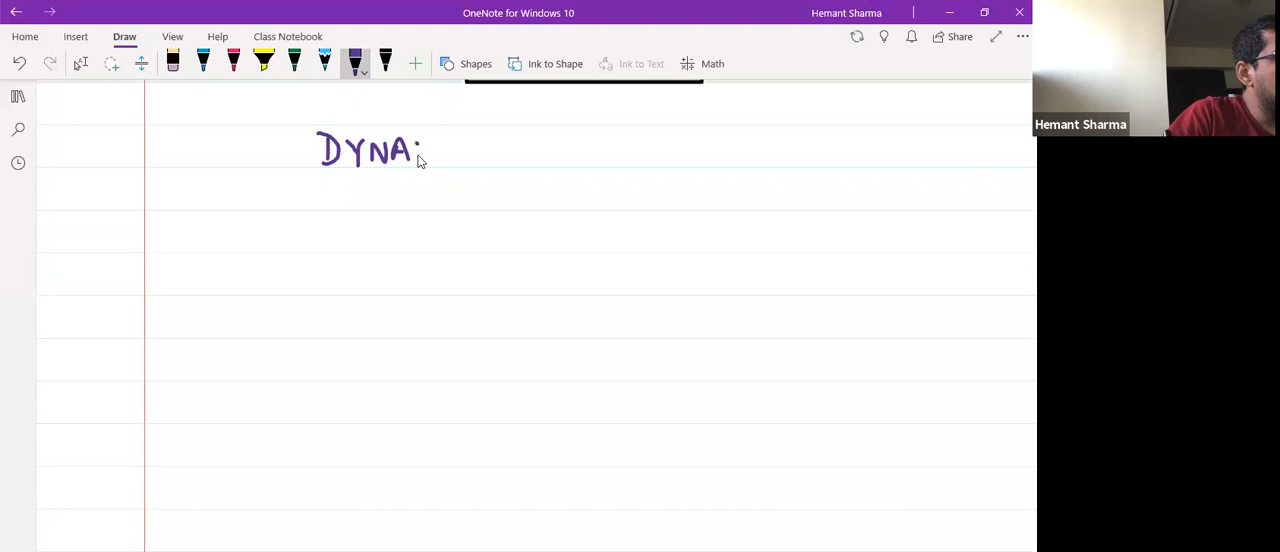 OneNote for Windows 10
Hemant Sharma
Home Insert Draw View Help Class Notebook
Share
Shapes Ink to Shape Ink to Text Math
Hemant Sharma
DYNA